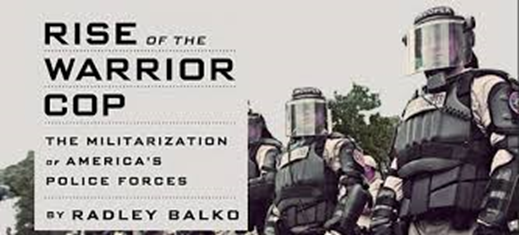 RISE OF THE
WARRIOR
COP
THE MILITARIZATION
OF AMERICA'S
POLICE FORCES
BY RADLEY BALKO